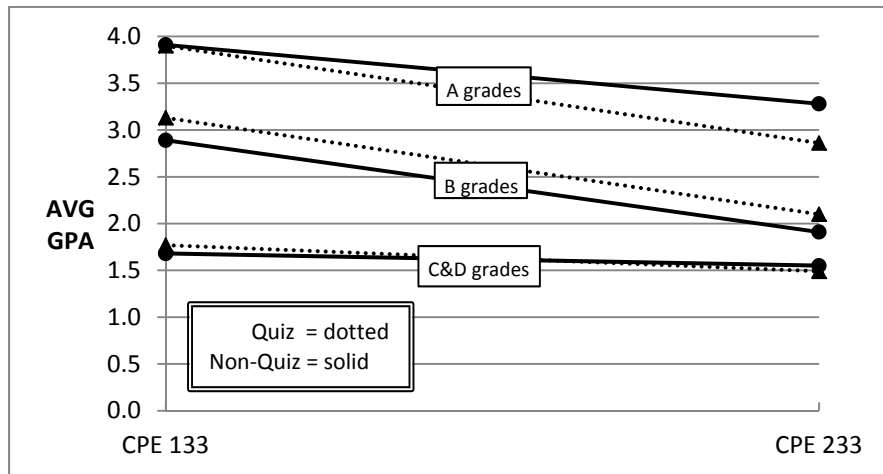 4.0
3.5
A grades
3.0
2.5
B grades
AVG
GPA
2.0
1.5
C&D grades
1.0
Quiz = dotted
Non-Quiz = solid
0.5
0.0
CPE 133
CPE 233